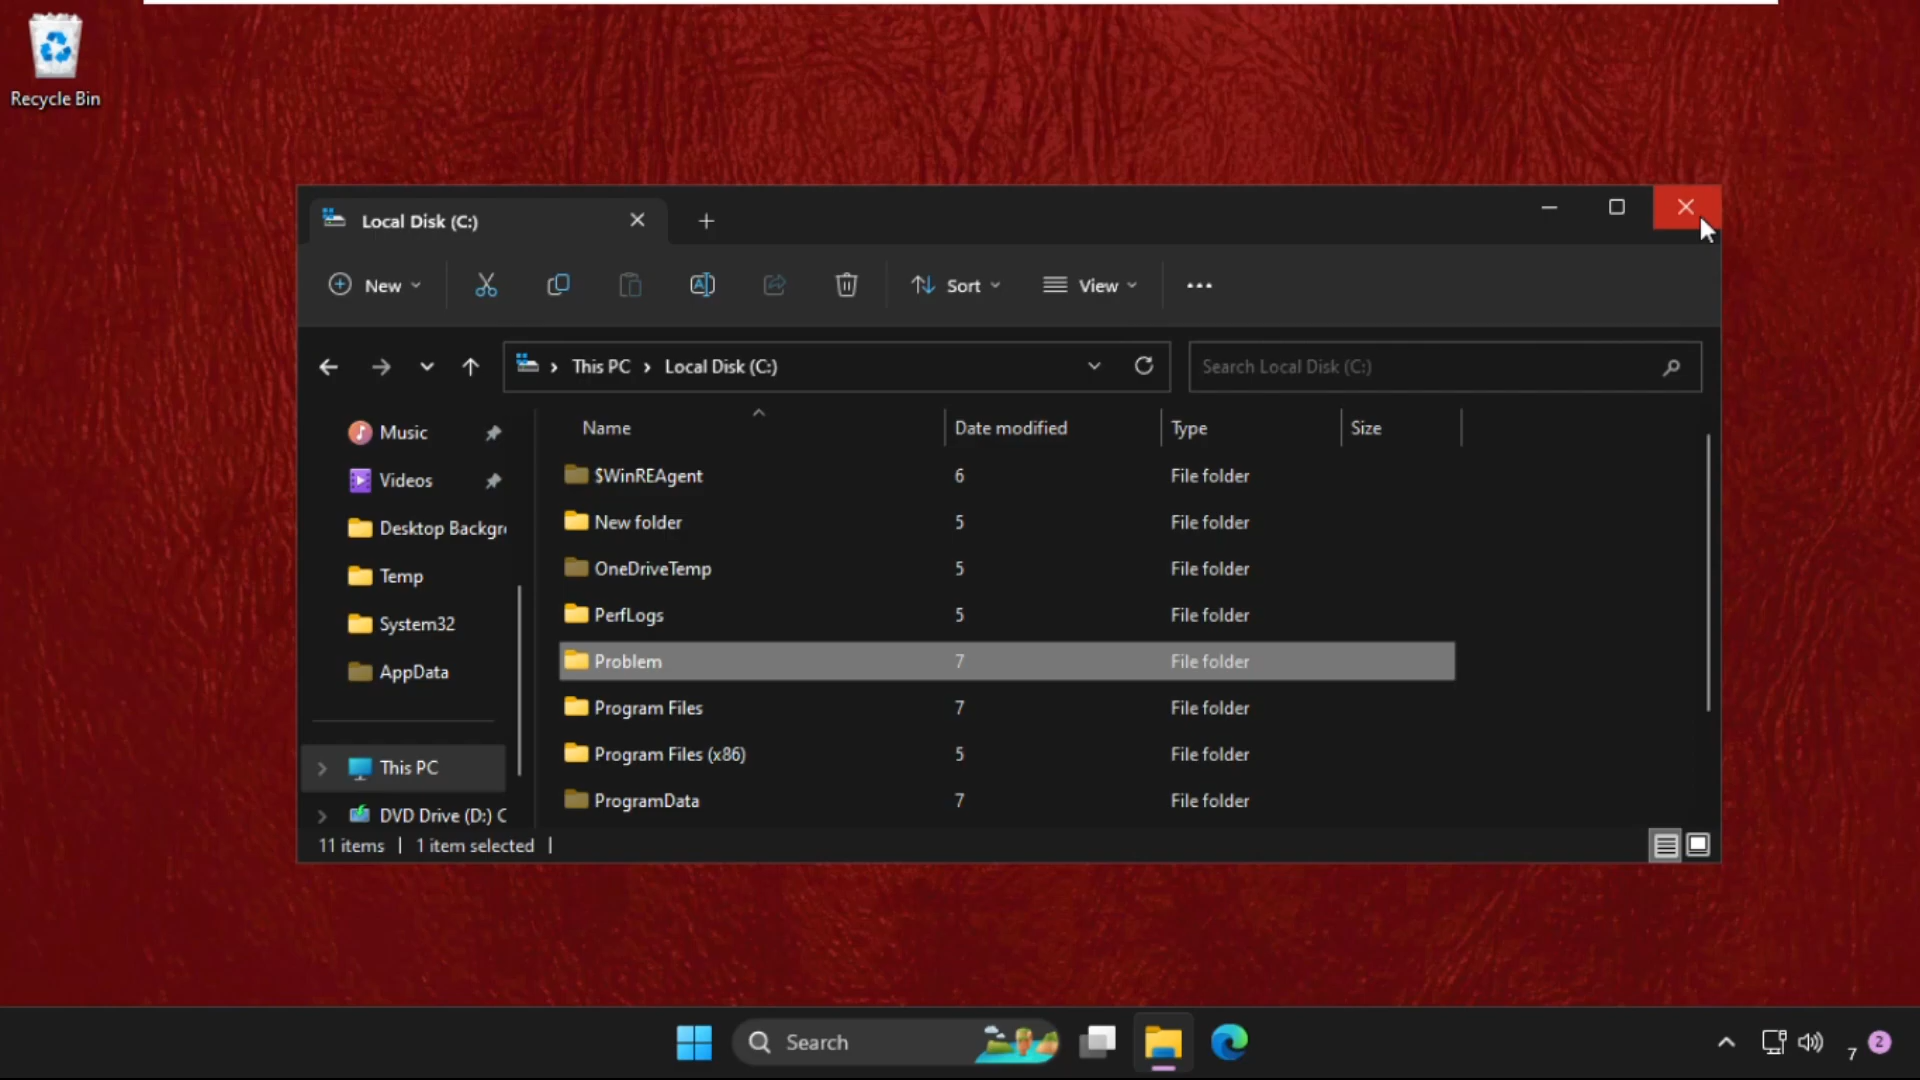 Recycle Bin
Local Disk (C:)
New
Sort
View
This PC
Local Disk (C:)
Search Local Disk (C:)
Name Date modified Type Size
Music
Videos
Desktop Backgr
Temp
System32
AppData
This PC
DVD Drive (D:) C
$WinREAgent 6 File folder
New folder 5 File folder
OneDriveTemp 5 File folder
PerfLogs 5 File folder
Problem 7 File folder
Program Files 7 File folder
Program Files (x86) 5 File folder
ProgramData 7 File folder
11 items | 1 item selected |
Search
7 2